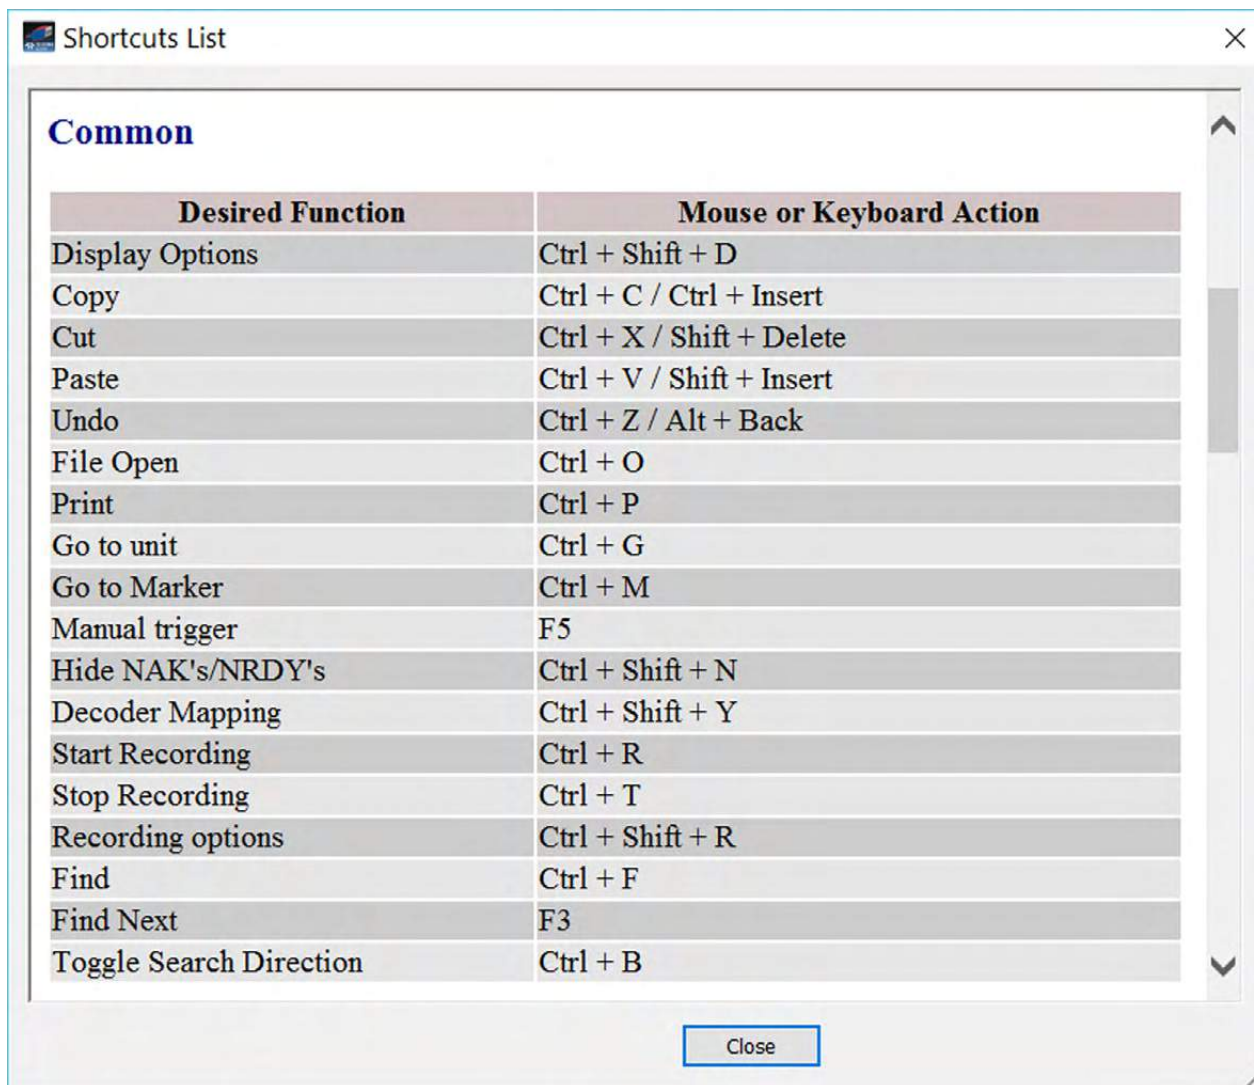 Shortcuts List
Common
Desired Function Mouse or Keyboard Action
Display Options Ctrl + Shift + D
Copy Ctrl + C / Ctrl + Insert
Cut Ctrl + X / Shift + Delete
Paste Ctrl + V / Shift + Insert
Undo Ctrl + Z / Alt + Back
File Open Ctrl + O
Print Ctrl + P
Go to unit Ctrl + G
Go to Marker Ctrl + M
Manual trigger F5
Hide NAK's/NRDY's Ctrl + Shift + N
Decoder Mapping Ctrl + Shift + Y
Start Recording Ctrl + R
Stop Recording Ctrl + T
Recording options Ctrl + Shift + R
Find Ctrl + F
Find Next F3
Toggle Search Direction Ctrl + B
Close